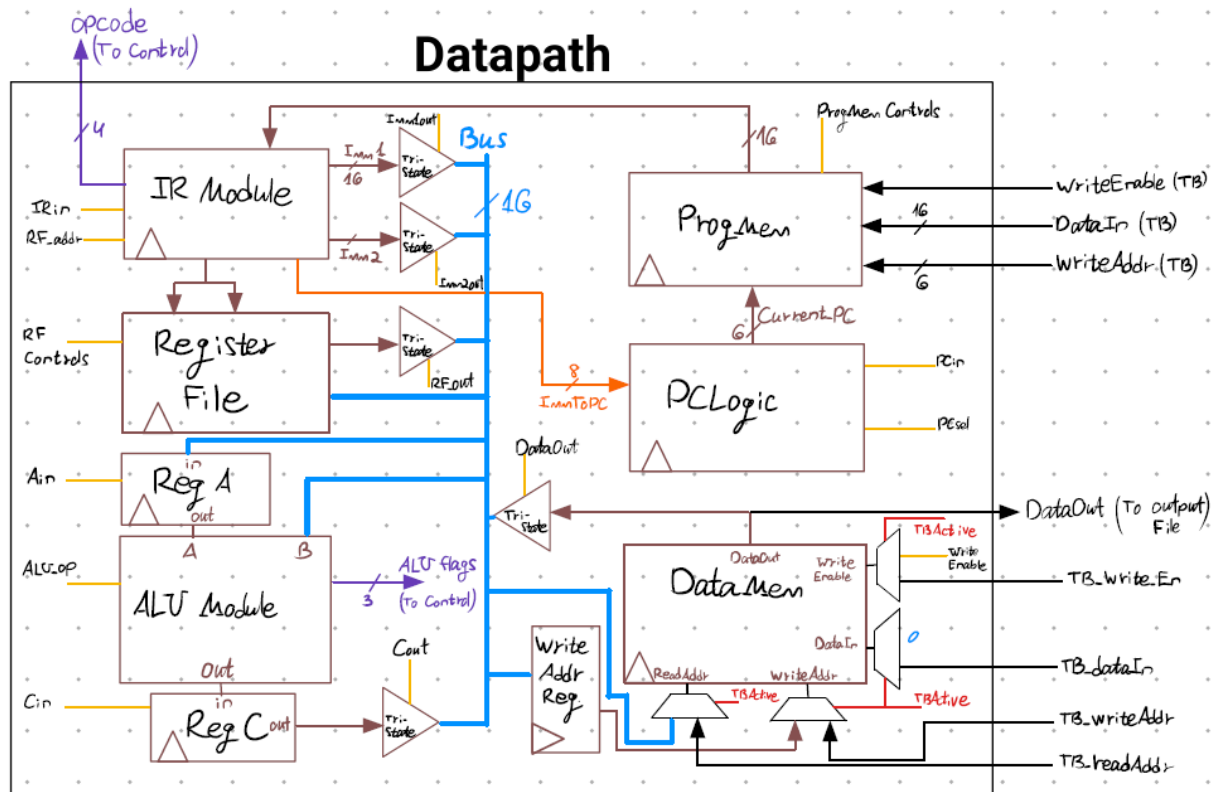 opcode
(To Control)
Datapath
4
Imm1out
Bus
16
ProgMem Controls
IR Module
Imm 1
16
Tri-
State
16
WriteEnable (TB)
IRin
ProgMem
16
DataIn (TB)
RF_addr
Imm2
Tri-
State
WriteAddr (TB)
6
Imm2out
Current_PC
6
RF
Controls
Register
File
Tri-
State
RF_out
8
ImmToPC
PCLogic
PCin
PCsel
DataOut
Ain
in
Reg A
out
Tri-
State
DataOut (To output
File)
TBActive
A
B
DataOut
Write
Enable
Write
Enable
ALU_op
ALU Module
ALU flags
3
(To Control)
DataMem
TB_write_En
Write
Addr
Reg
DataIn
0
Out
Cout
ReadAddr
WriteAddr
TB_dataIn
TBActive
TBActive
Cin
in
Reg C
out
Tri-
State
TB_writeAddr
TB_readAddr